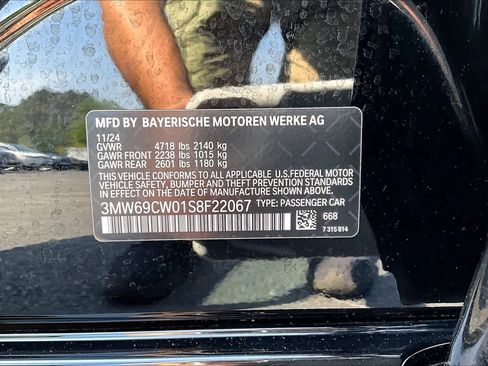 MFD BY BAYERISCHE MOTOREN WERKE AG
11/24
GVWR 4718 lbs 2140 kg
GAWR FRONT 2238 lbs 1015 kg
GAWR REAR 2601 lbs 1180 kg
THIS VEHICLE CONFORMS TO ALL APPLICABLE U.S.FEDERAL MOTOR
VEHICLE SAFETY, BUMPER AND THEFT PREVENTION STANDARDS
IN EFFECT ON THE DATE OF MANUFACTURE SHOWN ABOVE.
3MW69CW01S8F22067 TYPE: PASSENGER CAR
668
7 315 814